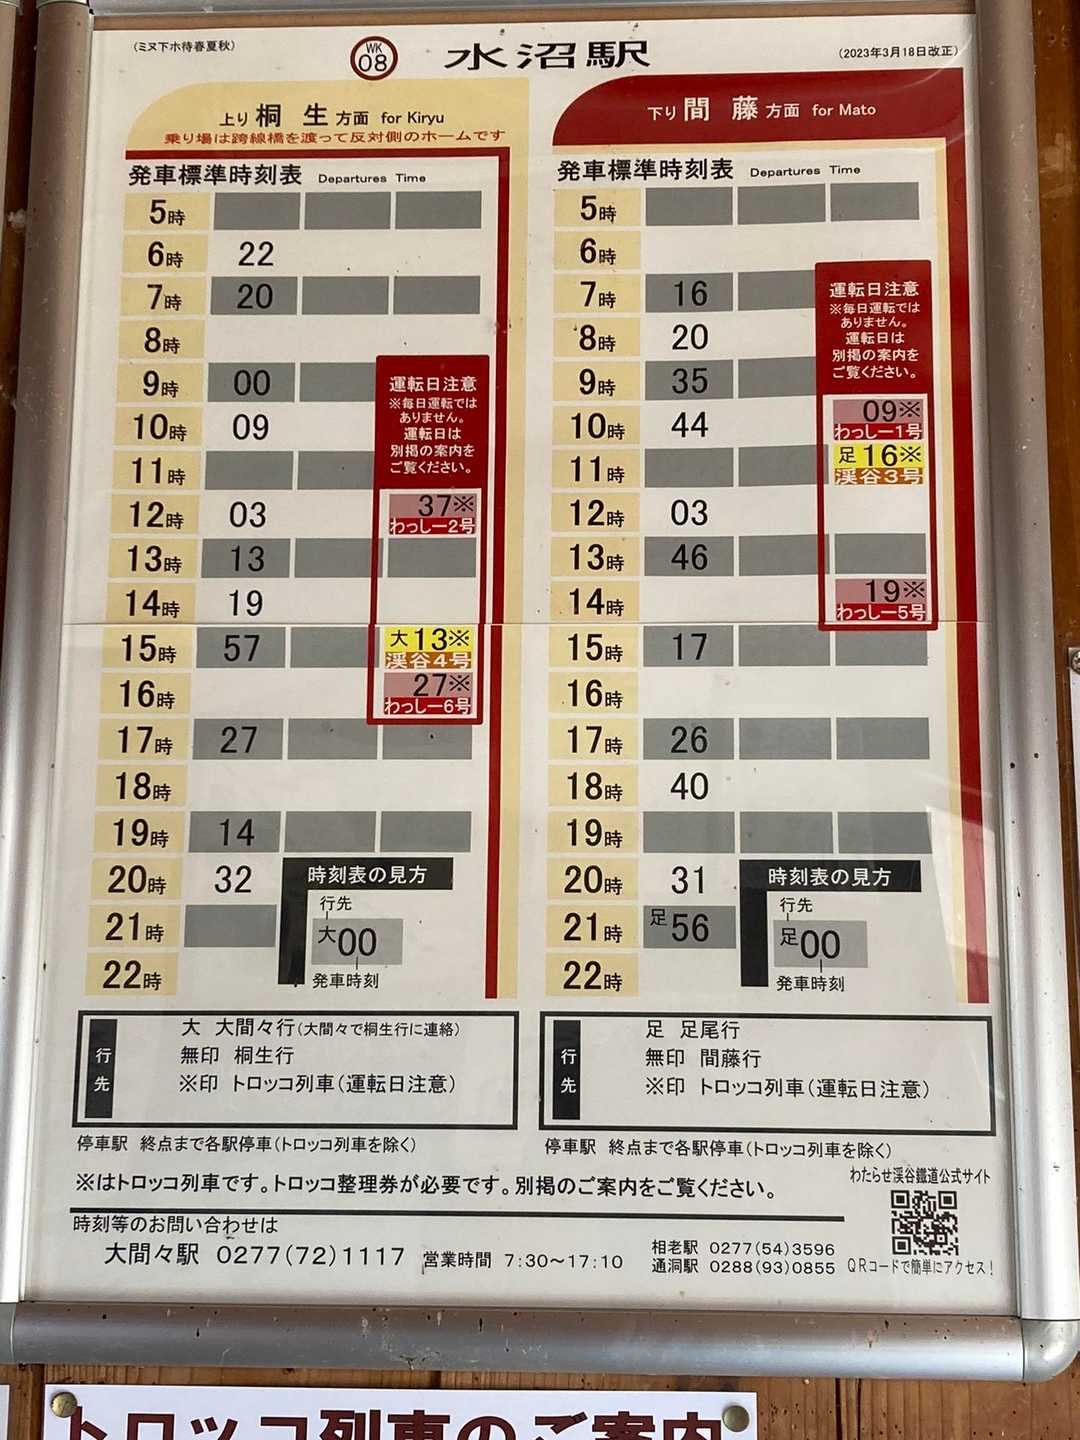 (ミヌ下ホ待春夏秋)
WK
08
水沼駅
(2023年3月18日改正)
上り 桐生方面 for Kiryu
乗り場は跨線橋を渡って反対側のホームです
発車標準時刻表 Departures Time
5時
6時 22
7時 20
8時
9時 00
10時 09
11時
12時 03
13時 13
14時 19
15時 57
16時
17時 27
18時
19時 14
20時 32
21時
22時
運転日注意
※毎日運転では
ありません。
運転日は
別掲の案内を
ご覧ください。
37※
わっしー2号
大13※
渓谷4号
27※
わっしー6号
時刻表の見方
行先
大00
発車時刻
下り 間藤方面 for Mato
発車標準時刻表 Departures Time
5時
6時
7時 16
8時 20
9時 35
10時 44
11時
12時 03
13時 46
14時
15時 17
16時
17時 26
18時 40
19時
20時 31
21時 足56
22時
運転日注意
※毎日運転では
ありません。
運転日は
別掲の案内を
ご覧ください。
09※
わっしー1号
足16※
渓谷3号
19※
わっしー5号
時刻表の見方
行先
足00
発車時刻
行先
大 大間々行(大間々で桐生行に連絡)
無印 桐生行
※印 トロッコ列車(運転日注意)
行先
足 足尾行
無印 間藤行
※印 トロッコ列車(運転日注意)
停車駅 終点まで各駅停車(トロッコ列車を除く)
停車駅 終点まで各駅停車(トロッコ列車を除く)
※はトロッコ列車です。トロッコ整理券が必要です。別掲のご案内をご覧ください。
わたらせ渓谷鐵道公式サイト
時刻等のお問い合わせは
大間々駅 0277(72)1117 営業時間 7:30～17:10
相老駅 0277(54)3596
通洞駅 0288(93)0855
QRコードで簡単にアクセス!
トロッコ列車のご案内